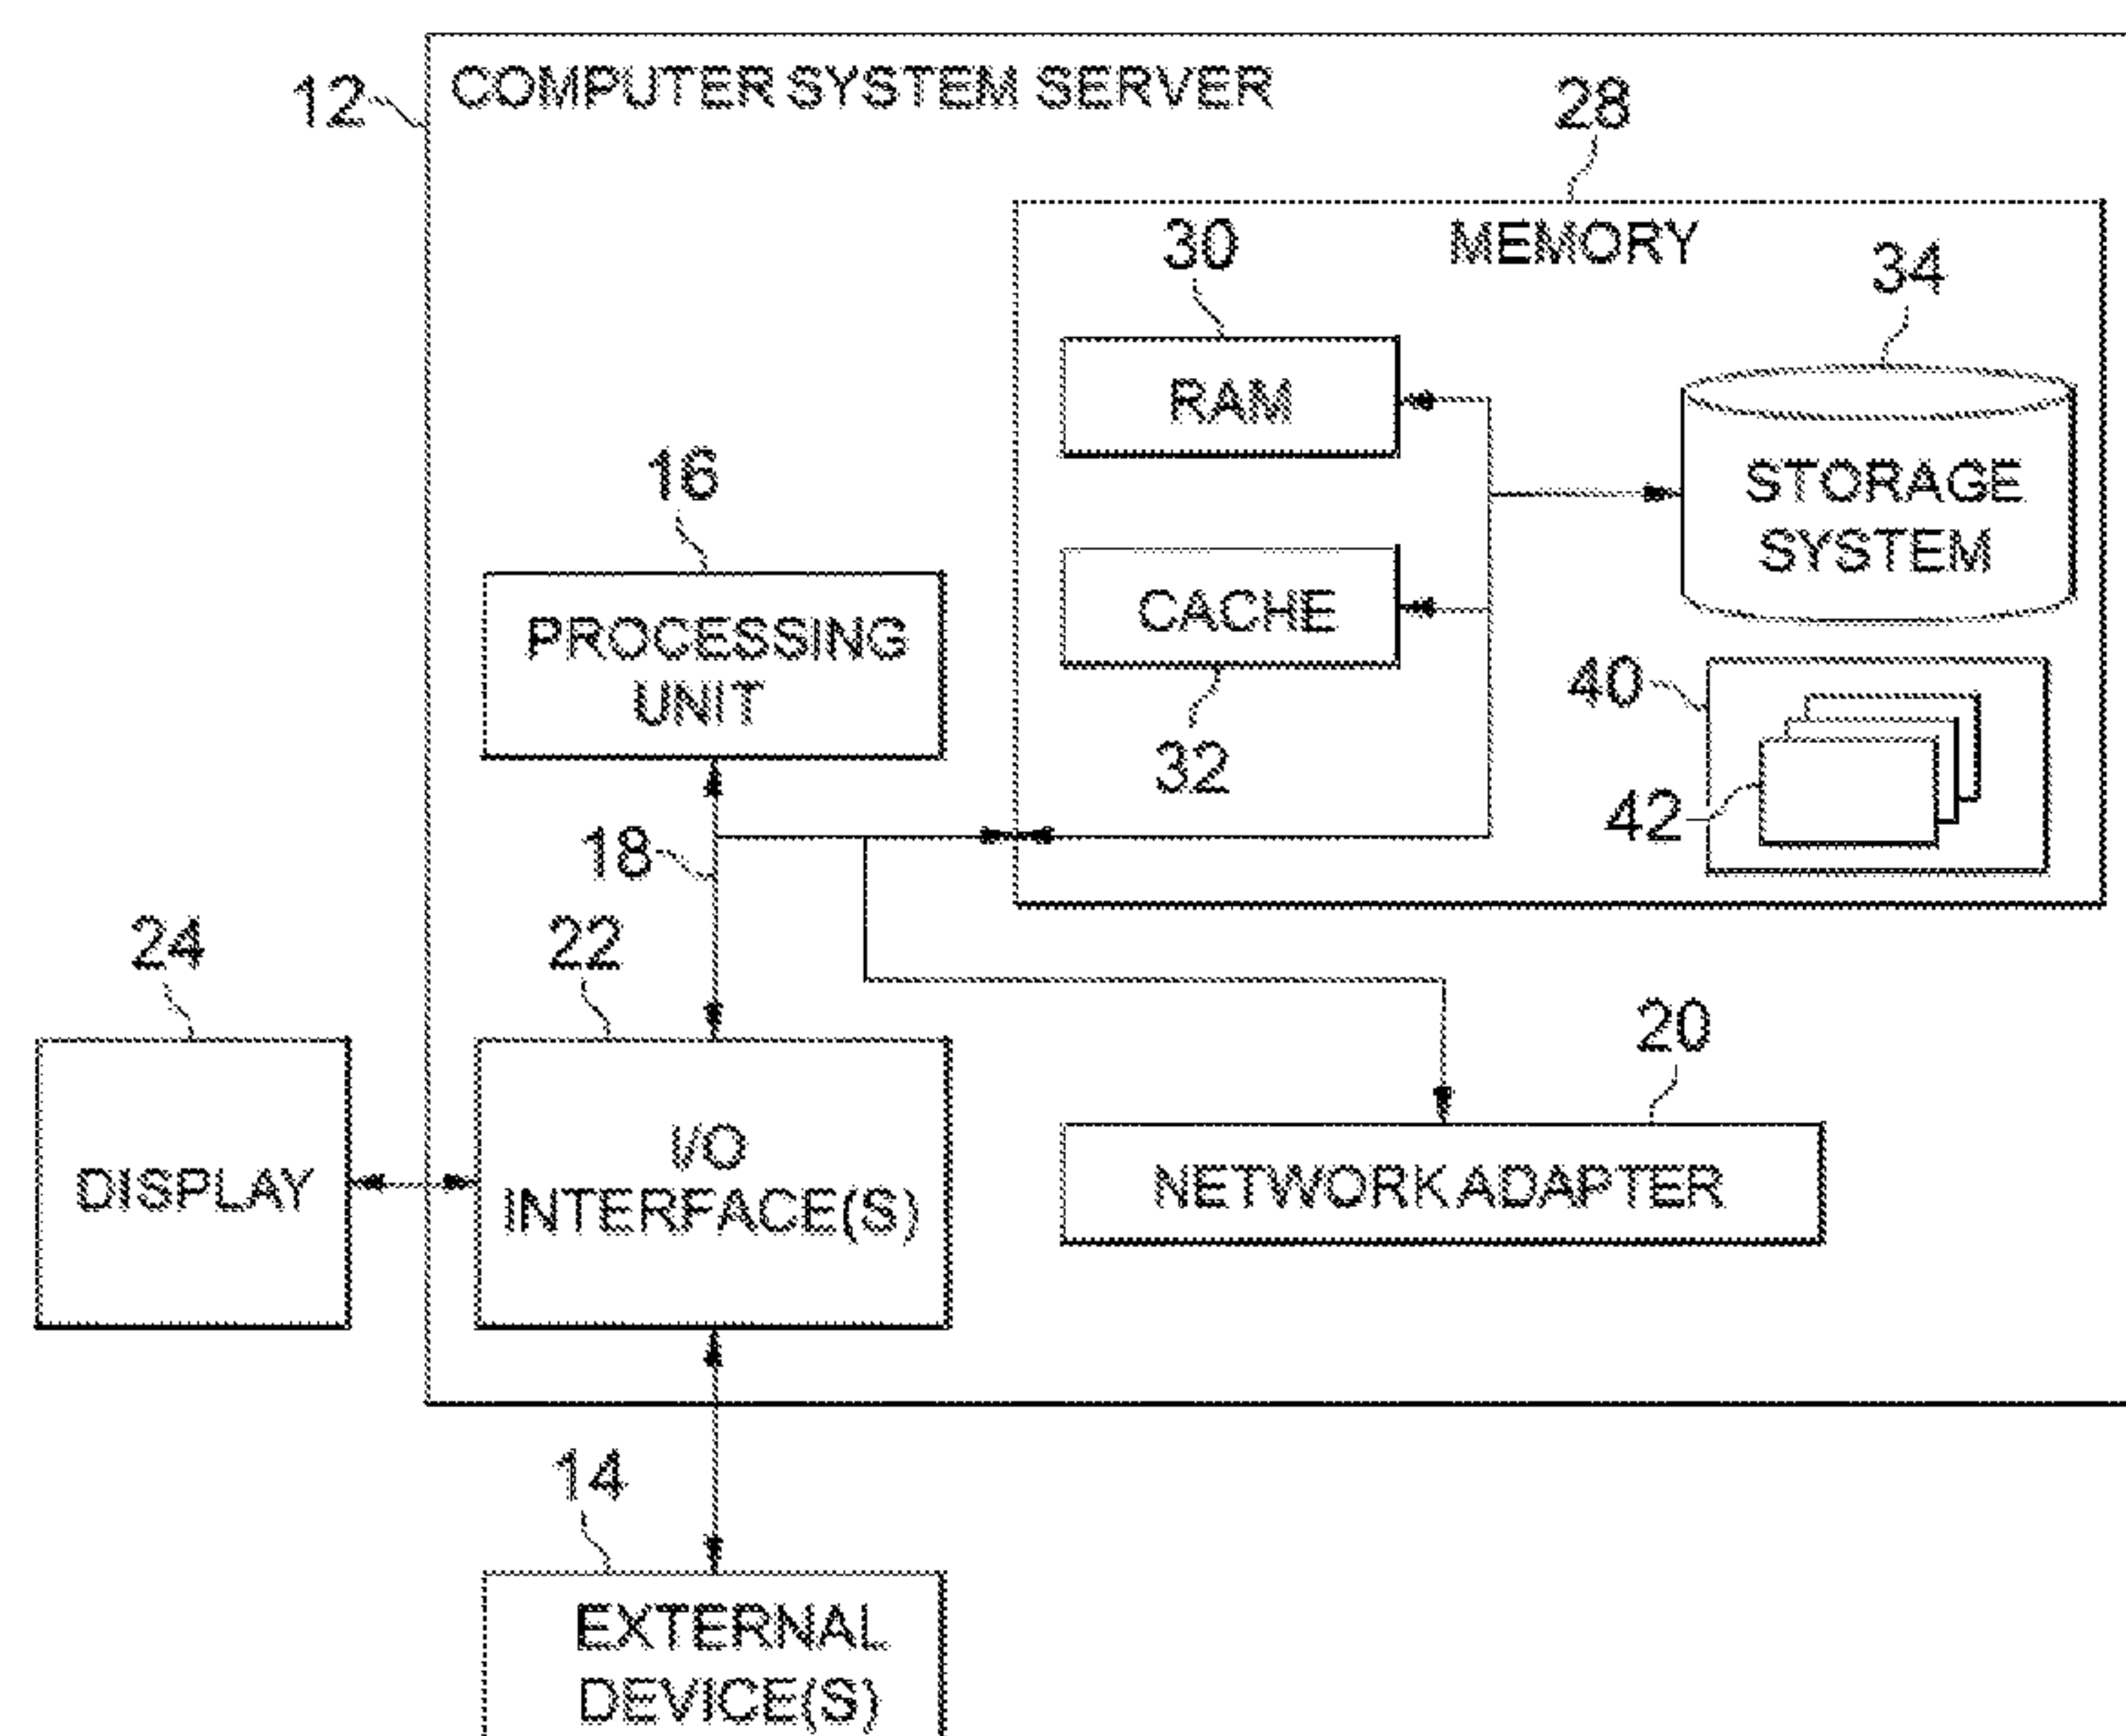 12
COMPUTER SYSTEM SERVER
28
MEMORY
30
34
RAM
STORAGE
SYSTEM
16
PROCESSING
UNIT
CACHE
32
40
42
18
24
22
20
DISPLAY
I/O
INTERFACE(S)
NETWORK ADAPTER
14
EXTERNAL
DEVICE(S)